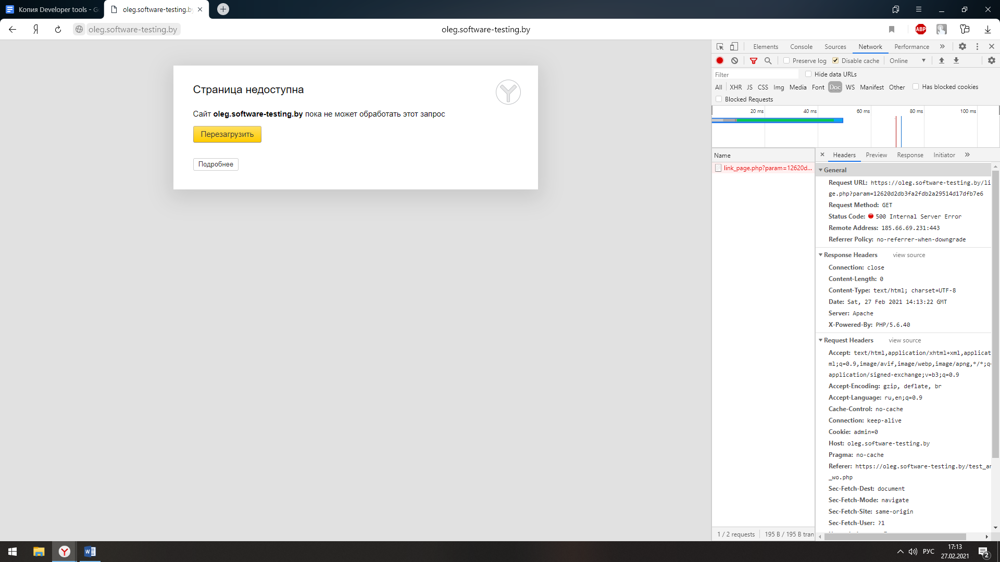 Копия Developer tools - G
oleg.software-testing.by
oleg.software-testing.by
oleg.software-testing.by
ABP
Страница недоступна
Сайт oleg.software-testing.by пока не может обработать этот запрос
Перезагрузить
Подробнее
Elements Console Sources Network Performance »
Preserve log Disable cache Online
Filter Hide data URLs
All XHR JS CSS Img Media Font Doc WS Manifest Other Has blocked cookies
Blocked Requests
20 ms 40 ms 60 ms 80 ms 100 ms
Name
link_page.php?param=12620d...
Headers Preview Response Initiator »
General
Request URL: https://oleg.software-testing.by/li
ge.php?param=12620d2db3fa2fdb2a29514d17dfb7e6
Request Method: GET
Status Code: 500 Internal Server Error
Remote Address: 185.66.69.231:443
Referrer Policy: no-referrer-when-downgrade
Response Headers view source
Connection: close
Content-Length: 0
Content-Type: text/html; charset=UTF-8
Date: Sat, 27 Feb 2021 14:13:22 GMT
Server: Apache
X-Powered-By: PHP/5.6.40
Request Headers view source
Accept: text/html,application/xhtml+xml,applicat
ml;q=0.9,image/avif,image/webp,image/apng,*/*;q=
application/signed-exchange;v=b3;q=0.9
Accept-Encoding: gzip, deflate, br
Accept-Language: ru,en;q=0.9
Cache-Control: no-cache
Connection: keep-alive
Cookie: admin=0
Host: oleg.software-testing.by
Pragma: no-cache
Referer: https://oleg.software-testing.by/test_ar
_wo.php
Sec-Fetch-Dest: document
Sec-Fetch-Mode: navigate
Sec-Fetch-Site: same-origin
Sec-Fetch-User: ?1
1 / 2 requests 195 B / 195 B tran
РУС
17:13
27.02.2021
2